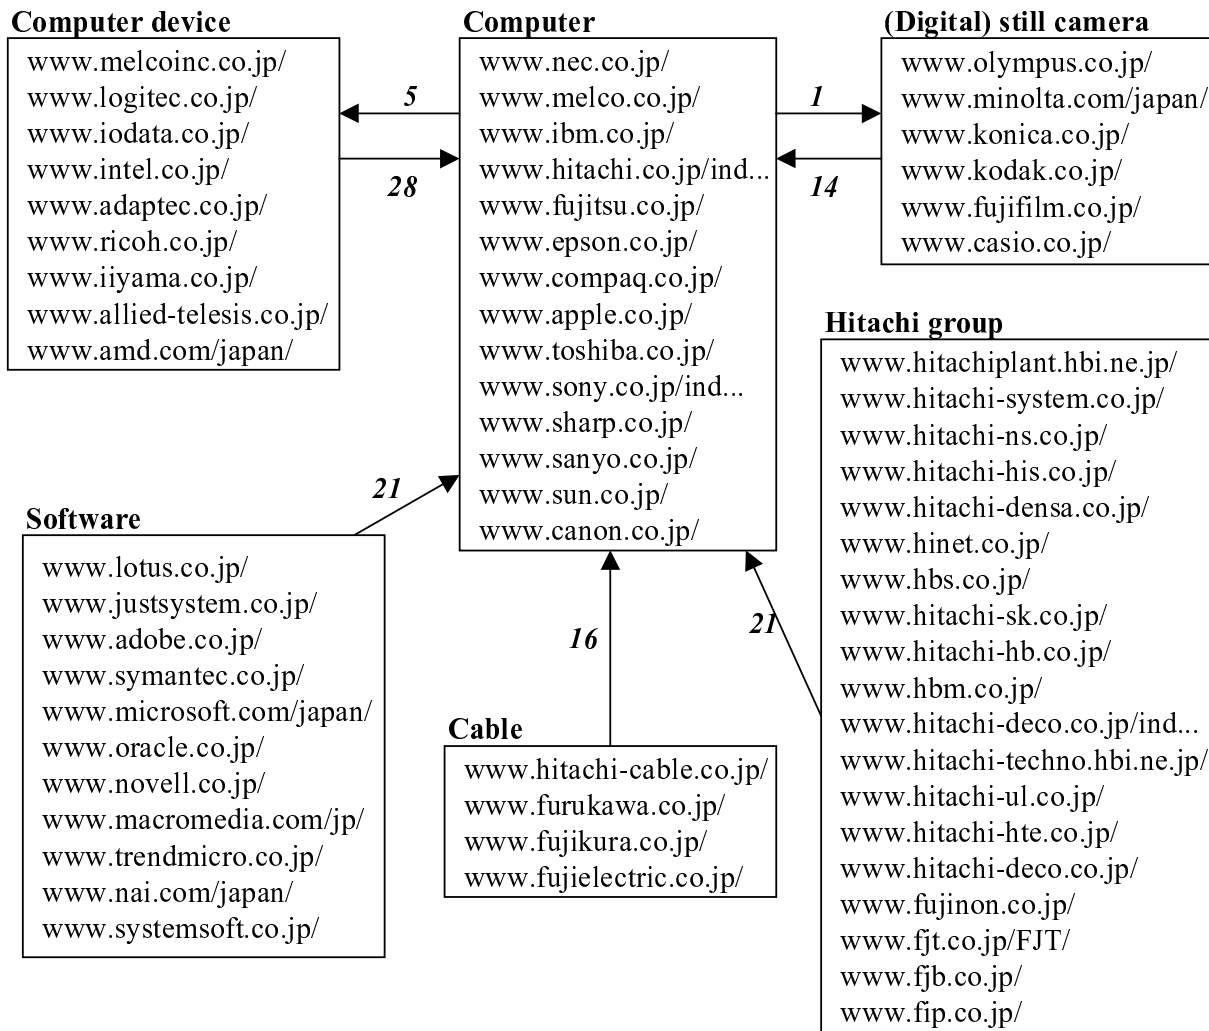 Computer device
www.melcoinc.co.jp/
www.logitec.co.jp/
www.iodata.co.jp/
www.intel.co.jp/
www.adaptec.co.jp/
www.ricoh.co.jp/
www.iiyama.co.jp/
www.allied-telesis.co.jp/
www.amd.com/japan/
5
28
Computer
www.nec.co.jp/
www.melco.co.jp/
www.ibm.co.jp/
www.hitachi.co.jp/ind...
www.fujitsu.co.jp/
www.epson.co.jp/
www.compaq.co.jp/
www.apple.co.jp/
www.toshiba.co.jp/
www.sony.co.jp/ind...
www.sharp.co.jp/
www.sanyo.co.jp/
www.sun.co.jp/
www.canon.co.jp/
1
14
(Digital) still camera
www.olympus.co.jp/
www.minolta.com/japan/
www.konica.co.jp/
www.kodak.co.jp/
www.fujifilm.co.jp/
www.casio.co.jp/
Software
www.lotus.co.jp/
www.justsystem.co.jp/
www.adobe.co.jp/
www.symantec.co.jp/
www.microsoft.com/japan/
www.oracle.co.jp/
www.novell.co.jp/
www.macromedia.com/jp/
www.trendmicro.co.jp/
www.nai.com/japan/
www.systemsoft.co.jp/
21
16
21
Cable
www.hitachi-cable.co.jp/
www.furukawa.co.jp/
www.fujikura.co.jp/
www.fujielectric.co.jp/
Hitachi group
www.hitachiplant.hbi.ne.jp/
www.hitachi-system.co.jp/
www.hitachi-ns.co.jp/
www.hitachi-his.co.jp/
www.hitachi-densa.co.jp/
www.hinet.co.jp/
www.hbs.co.jp/
www.hitachi-sk.co.jp/
www.hitachi-hb.co.jp/
www.hbm.co.jp/
www.hitachi-deco.co.jp/ind...
www.hitachi-techno.hbi.ne.jp/
www.hitachi-ul.co.jp/
www.hitachi-hte.co.jp/
www.hitachi-deco.co.jp/
www.fujinon.co.jp/
www.fjt.co.jp/FJT/
www.fjb.co.jp/
www.fip.co.jp/